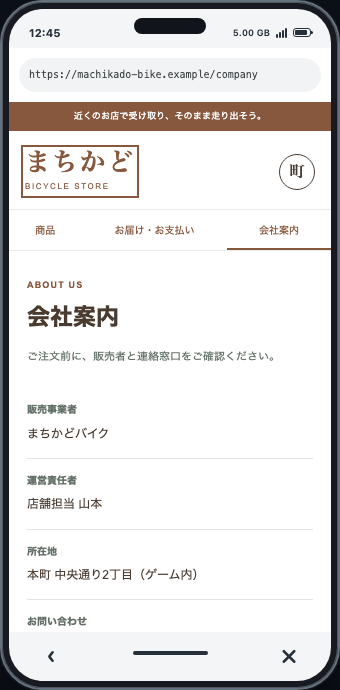 12:45
5.00 GB
https://machikado-bike.example/company
近くのお店で受け取り、そのまま走り出そう。
まちかど
BICYCLE STORE
町
商品
お届け・お支払い
会社案内
ABOUT US
会社案内
ご注文前に、販売者と連絡窓口をご確認ください。
販売事業者
まちかどバイク
運営責任者
店舗担当 山本
所在地
本町 中央通り2丁目（ゲーム内）
お問い合わせ